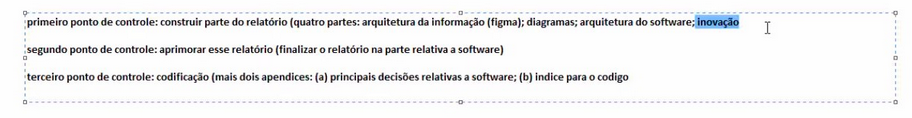 primeiro ponto de controle: construir parte do relatório (quatro partes: arquitetura da informação (figma); diagramas; arquitetura do software; inovação
segundo ponto de controle: aprimorar esse relatório (finalizar o relatório na parte relativa a software)
terceiro ponto de controle: codificação (mais dois apendices: (a) principais decisões relativas a software; (b) indice para o codigo